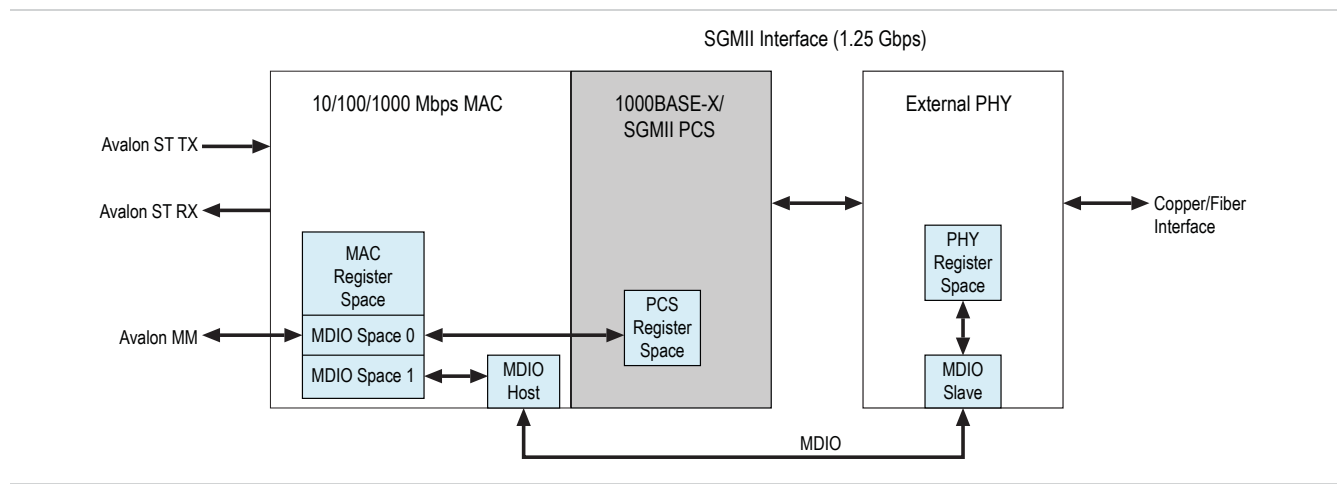 SGMII Interface (1.25 Gbps)
10/100/1000 Mbps MAC
1000BASE-X/
SGMII PCS
External PHY
Avalon ST TX
Avalon ST RX
Copper/Fiber
Interface
MAC
Register
Space
PHY
Register
Space
Avalon MM
MDIO Space 0
PCS
Register
Space
MDIO Space 1
MDIO
Host
MDIO
Slave
MDIO